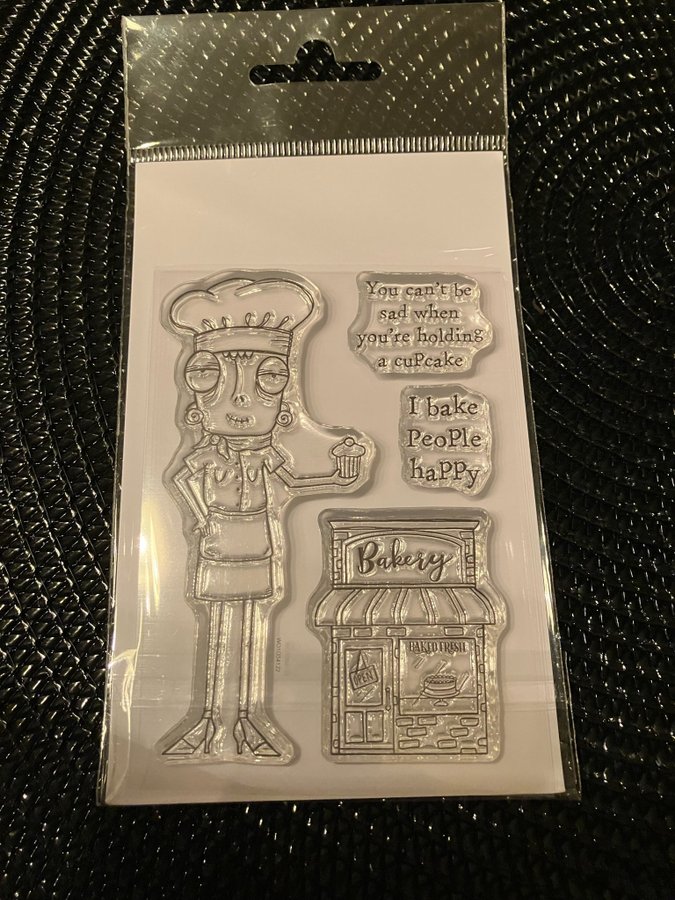 You can't be
sad when
you're holding
a cupcake
I bake
people
happy
Bakery
BAKED FRESH
OPEN